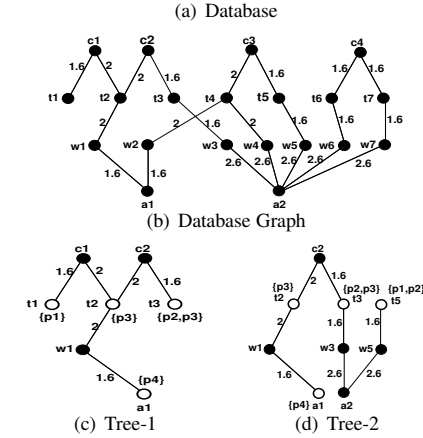 (a) Database
c1 c2 c3 c4
1.6 2 2 1.6 2 1.6 1.6 1.6
t1 t2 t3 t4 t5 t6 t7
2 2 1.6 2 1.6 1.6 1.6
w1 w2 w3 w4 w5 w6 w7
1.6 1.6 2.6 2.6 2.6 2.6 2.6
a1 a2
(b) Database Graph
c1 c2
1.6 2 2 1.6
t1 t2 t3
{p1} {p3} {p2,p3}
2
w1
1.6 {p4}
a1
(c) Tree-1
c2
{p3} 2 1.6 {p2,p3} {p1,p2}
t2 t3 t5
2 1.6 1.6
w1 w3 w5
1.6 2.6 2.6
{p4} a1 a2
(d) Tree-2